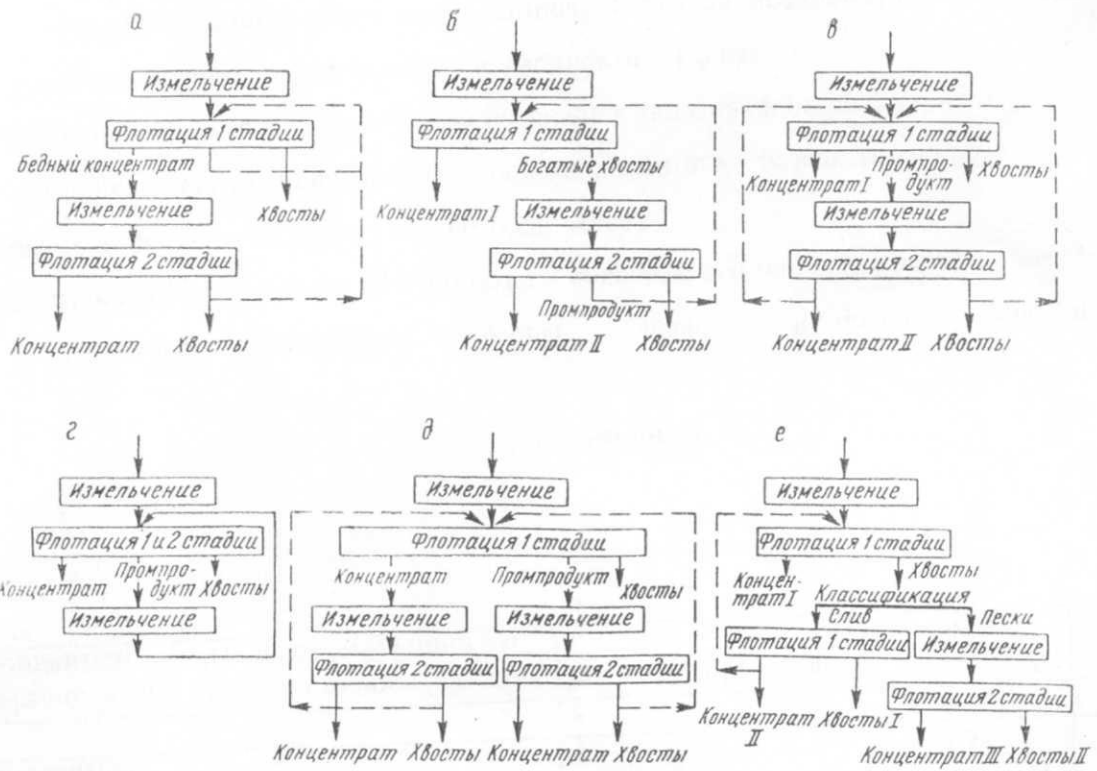 а
Измельчение
Флотация 1 стадии
Бедный концентрат
Хвосты
Измельчение
Флотация 2 стадии
Концентрат
Хвосты
б
Измельчение
Флотация 1 стадии
Богатые хвосты
Концентрат I
Измельчение
Флотация 2 стадии
Промпродукт
Концентрат II
Хвосты
в
Измельчение
Флотация 1 стадии
Концентрат I
Промпро-
дукт
Хвосты
Измельчение
Флотация 2 стадии
Концентрат II
Хвосты
г
Измельчение
Флотация 1 и 2 стадии
Концентрат
Промпро-
дукт
Хвосты
Измельчение
д
Измельчение
Флотация 1 стадии
Концентрат
Промпродукт
Хвосты
Измельчение
Измельчение
Флотация 2 стадии
Флотация 2 стадии
Концентрат
Хвосты
Концентрат
Хвосты
е
Измельчение
Флотация 1 стадии
Концен-
трат I
Хвосты
Классификация
Слив
Пески
Флотация 1 стадии
Измельчение
Флотация 2 стадии
Концентрат
II
Хвосты I
Концентрат III
Хвосты II